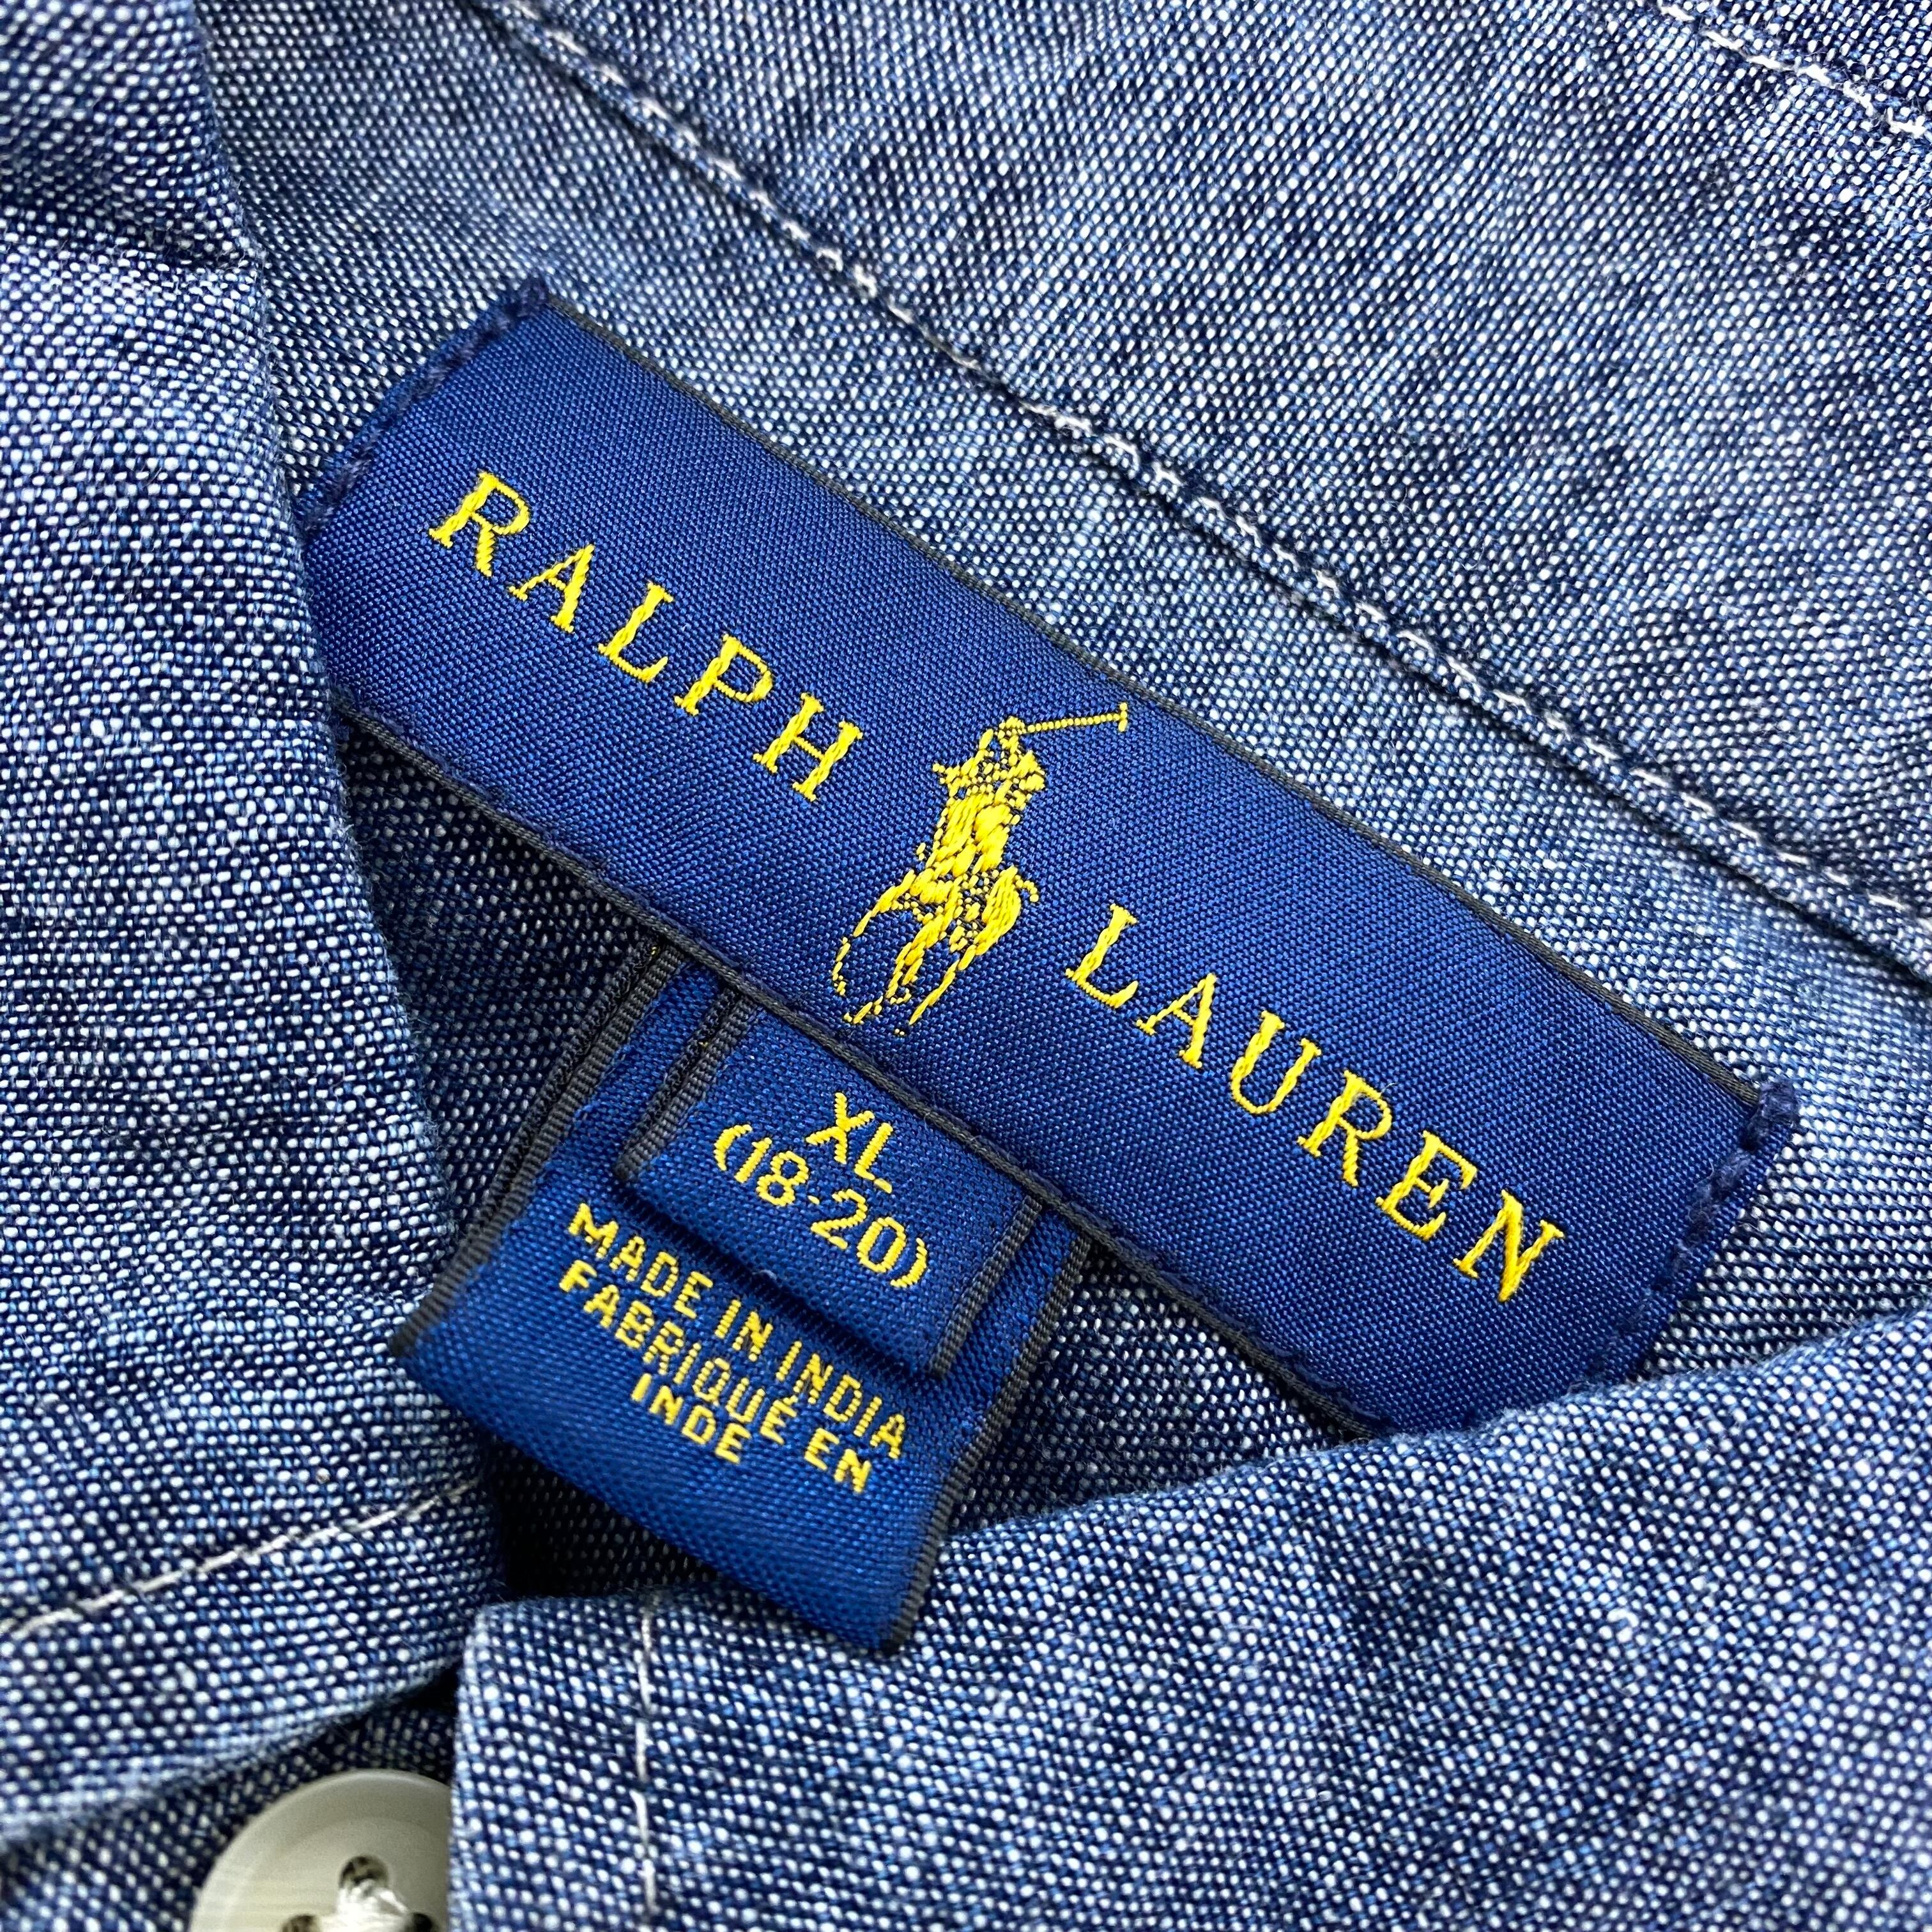 RALPH LAUREN
XL
(18-20)
MADE IN INDIA
FABRIQUÉ EN
INDE